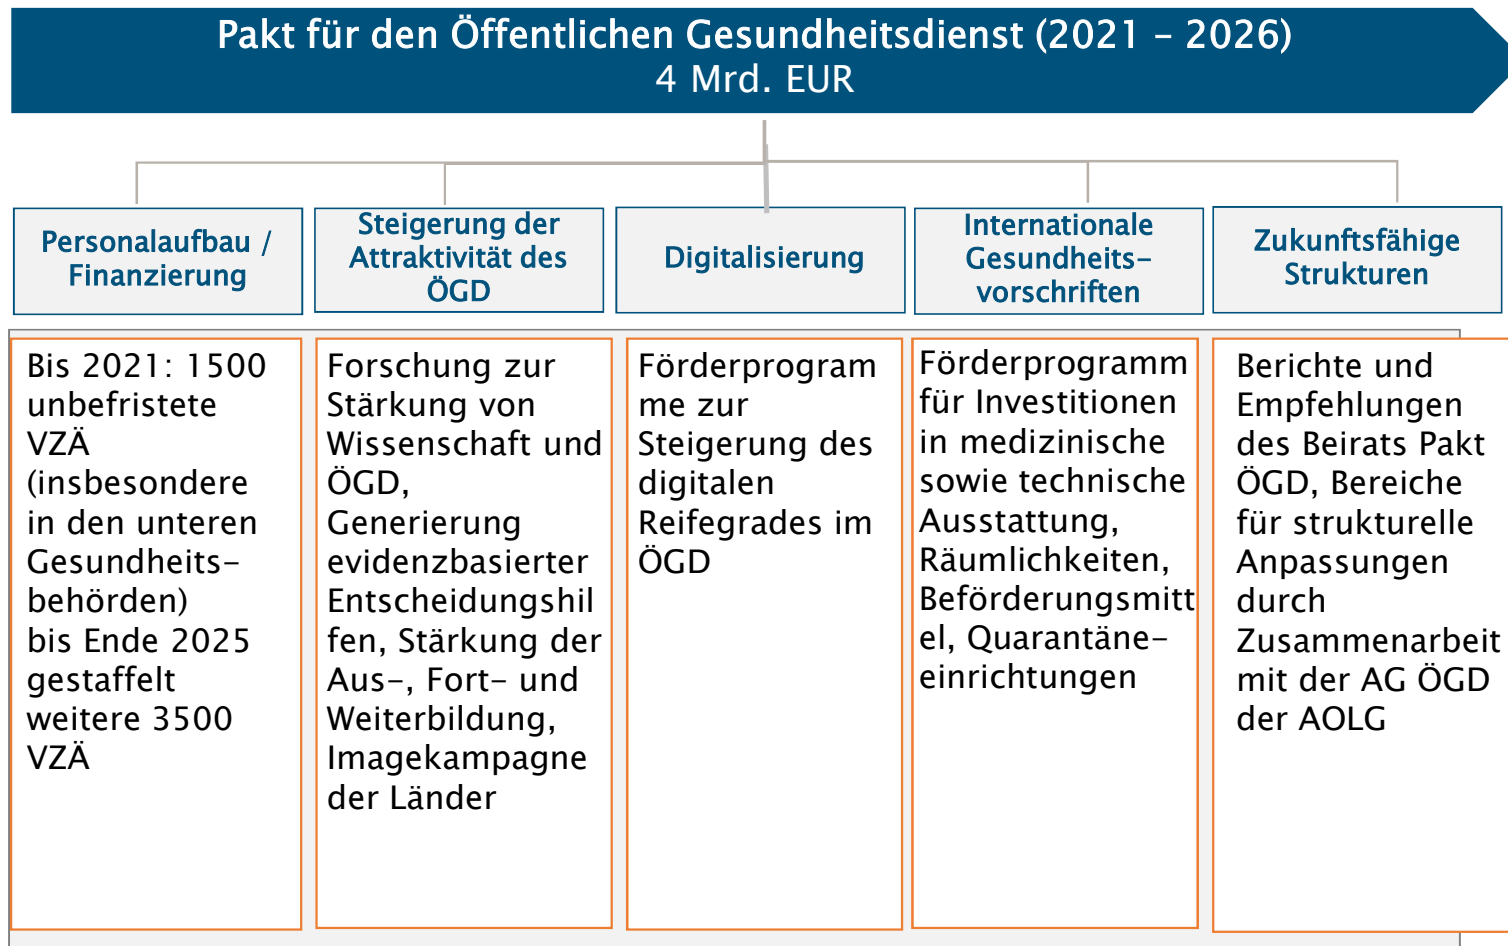 Pakt für den Öffentlichen Gesundheitsdienst (2021 – 2026)
4 Mrd. EUR
Personalaufbau /
Finanzierung
Steigerung der
Attraktivität des
ÖGD
Digitalisierung
Internationale
Gesundheits-
vorschriften
Zukunftsfähige
Strukturen
Bis 2021: 1500
unbefristete
VZÄ
(insbesondere
in den unteren
Gesundheits-
behörden)
bis Ende 2025
gestaffelt
weitere 3500
VZÄ
Forschung zur
Stärkung von
Wissenschaft und
ÖGD,
Generierung
evidenzbasierter
Entscheidungshil
fen, Stärkung der
Aus-, Fort- und
Weiterbildung,
Imagekampagne
der Länder
Förderprogram
me zur
Steigerung des
digitalen
Reifegrades im
ÖGD
Förderprogramm
für Investitionen
in medizinische
sowie technische
Ausstattung,
Räumlichkeiten,
Beförderungsmitt
el, Quarantäne-
einrichtungen
Berichte und
Empfehlungen
des Beirats Pakt
ÖGD, Bereiche
für strukturelle
Anpassungen
durch
Zusammenarbeit
mit der AG ÖGD
der AOLG